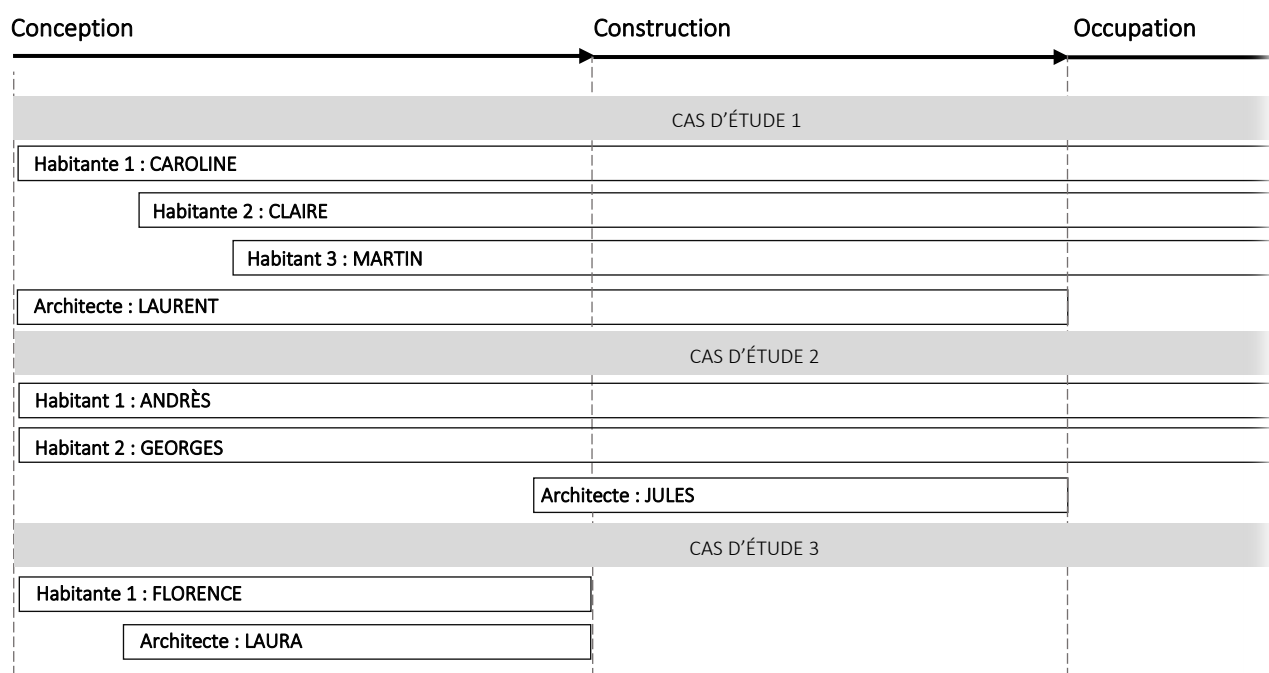 Conception
Construction
Occupation
CAS D’ÉTUDE 1
Habitante 1 : CAROLINE
Habitante 2 : CLAIRE
Habitant 3 : MARTIN
Architecte : LAURENT
CAS D’ÉTUDE 2
Habitant 1 : ANDRÈS
Habitant 2 : GEORGES
Architecte : JULES
CAS D’ÉTUDE 3
Habitante 1 : FLORENCE
Architecte : LAURA